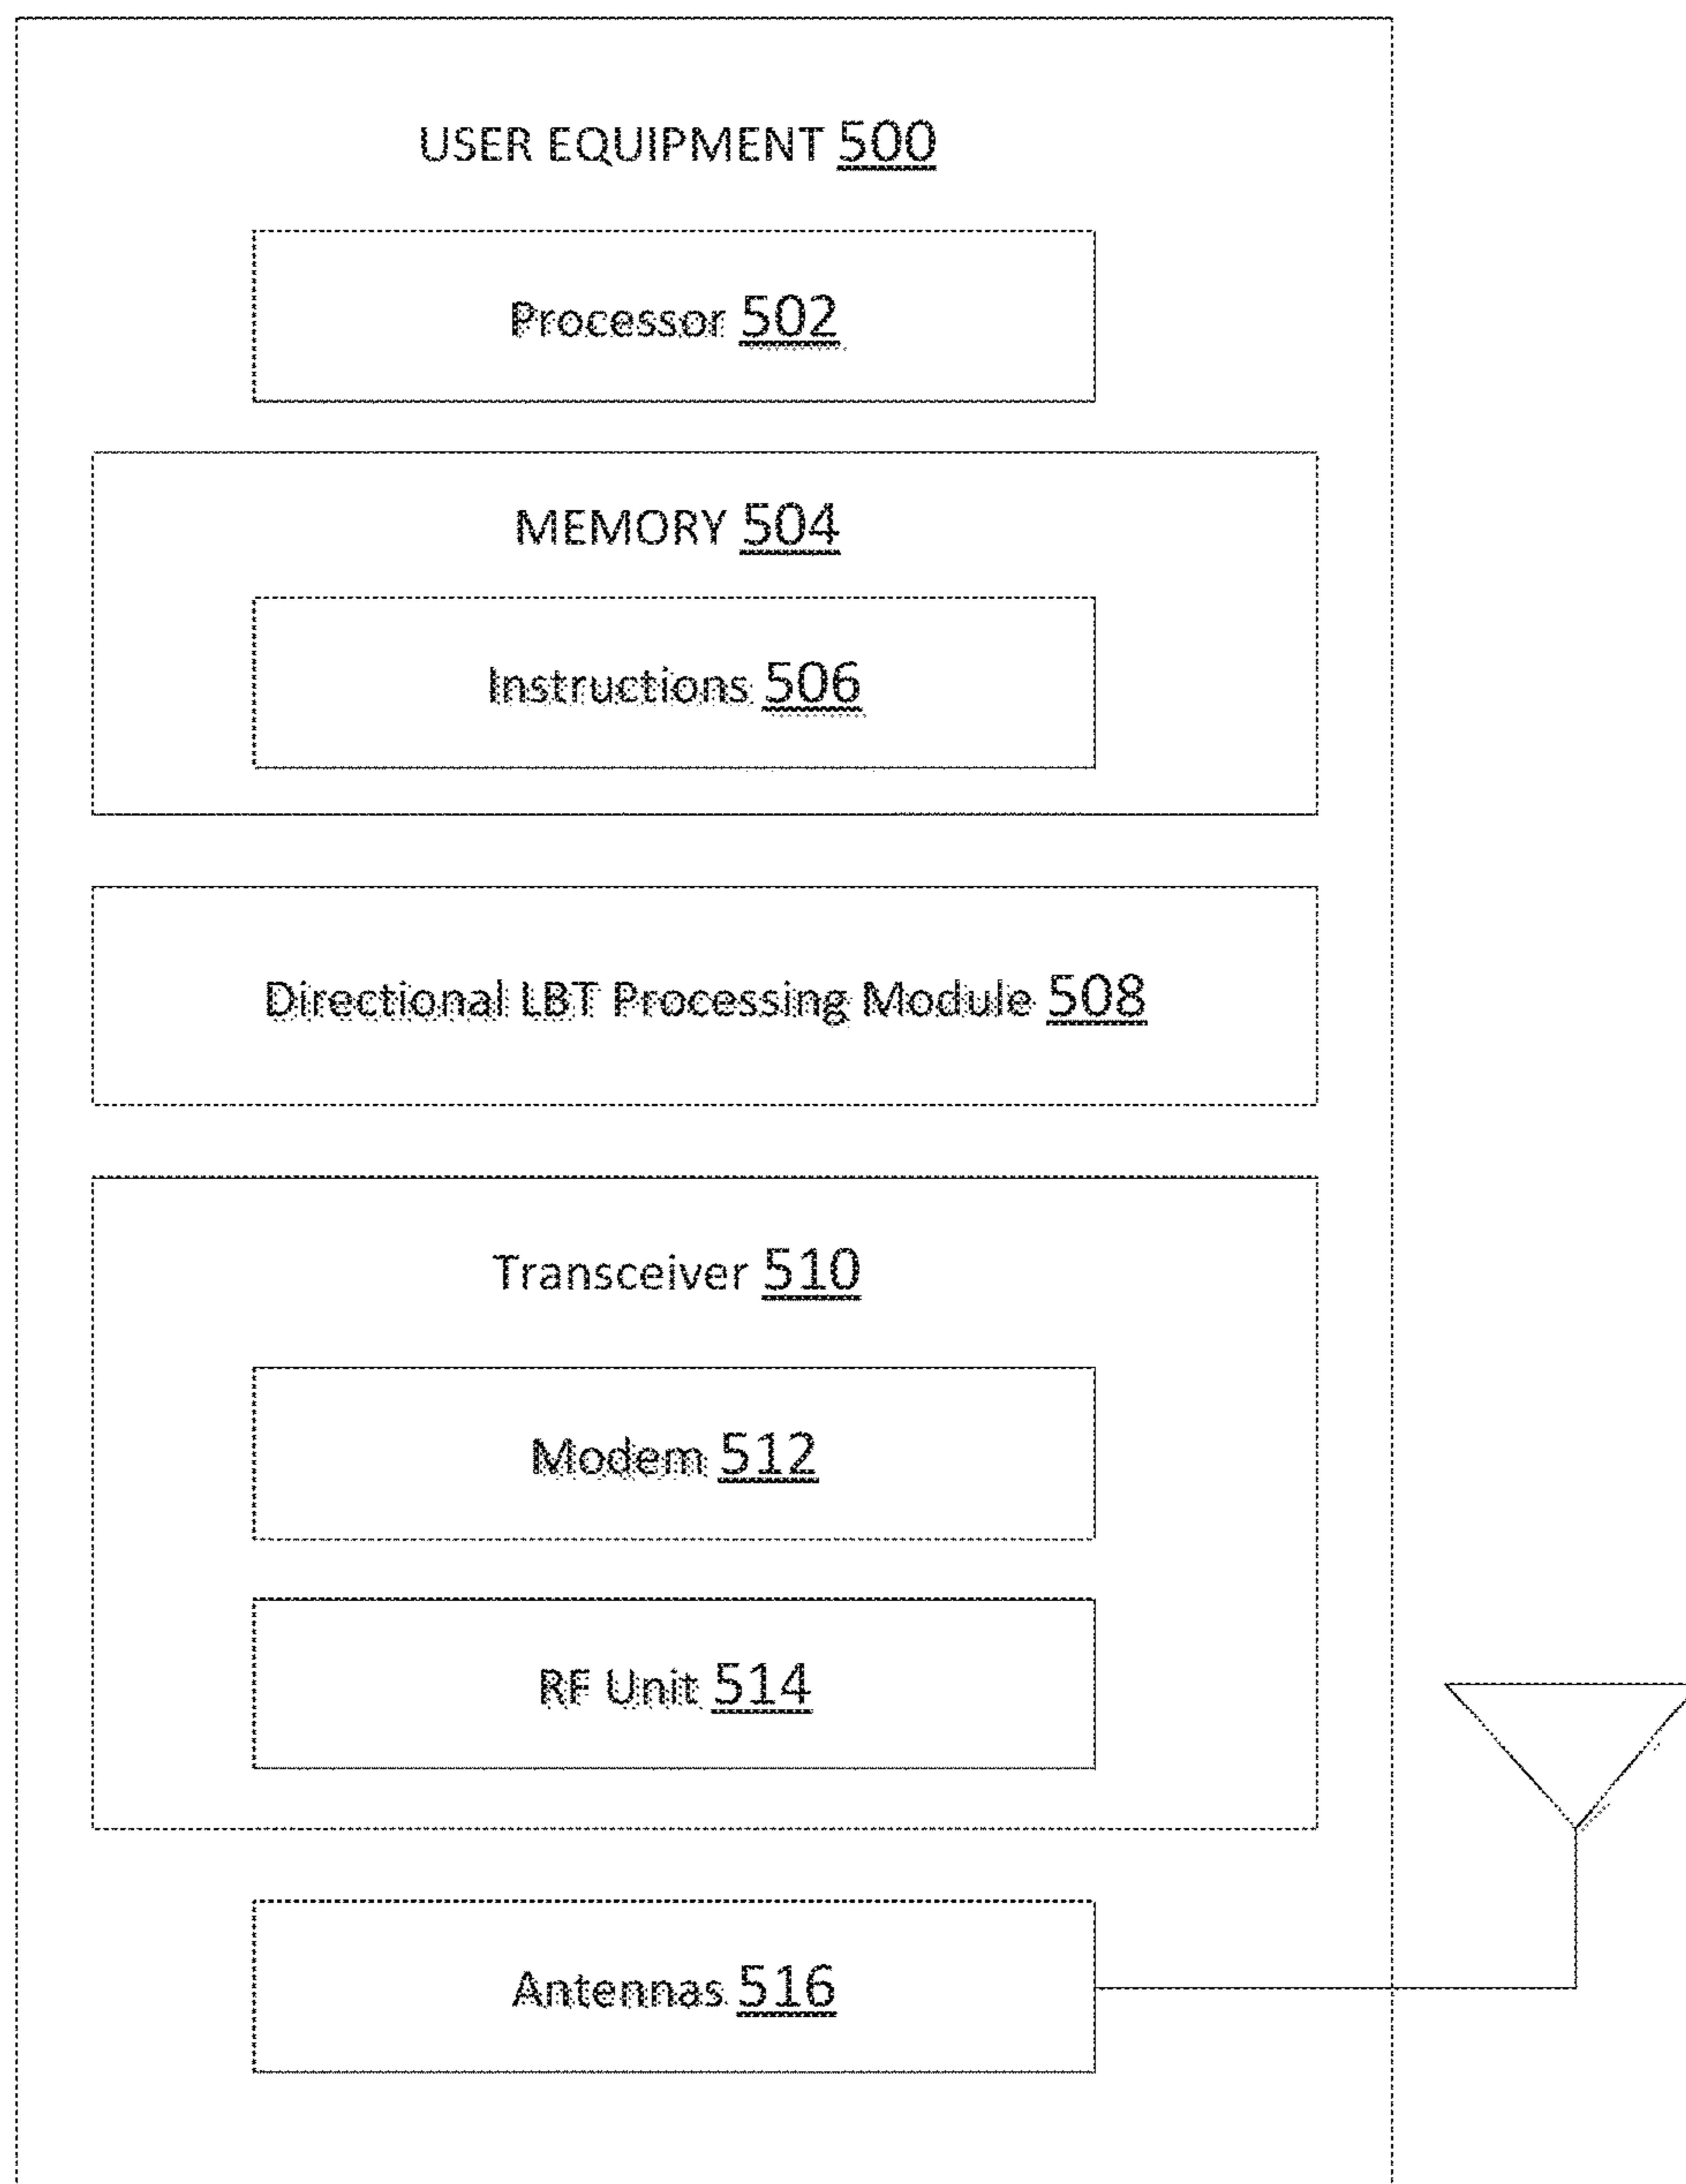 USER EQUIPMENT 500
Processor 502
MEMORY 504
Instructions 506
Directional LBT Processing Module 508
Transceiver 510
Modem 512
RF Unit 514
Antennas 516